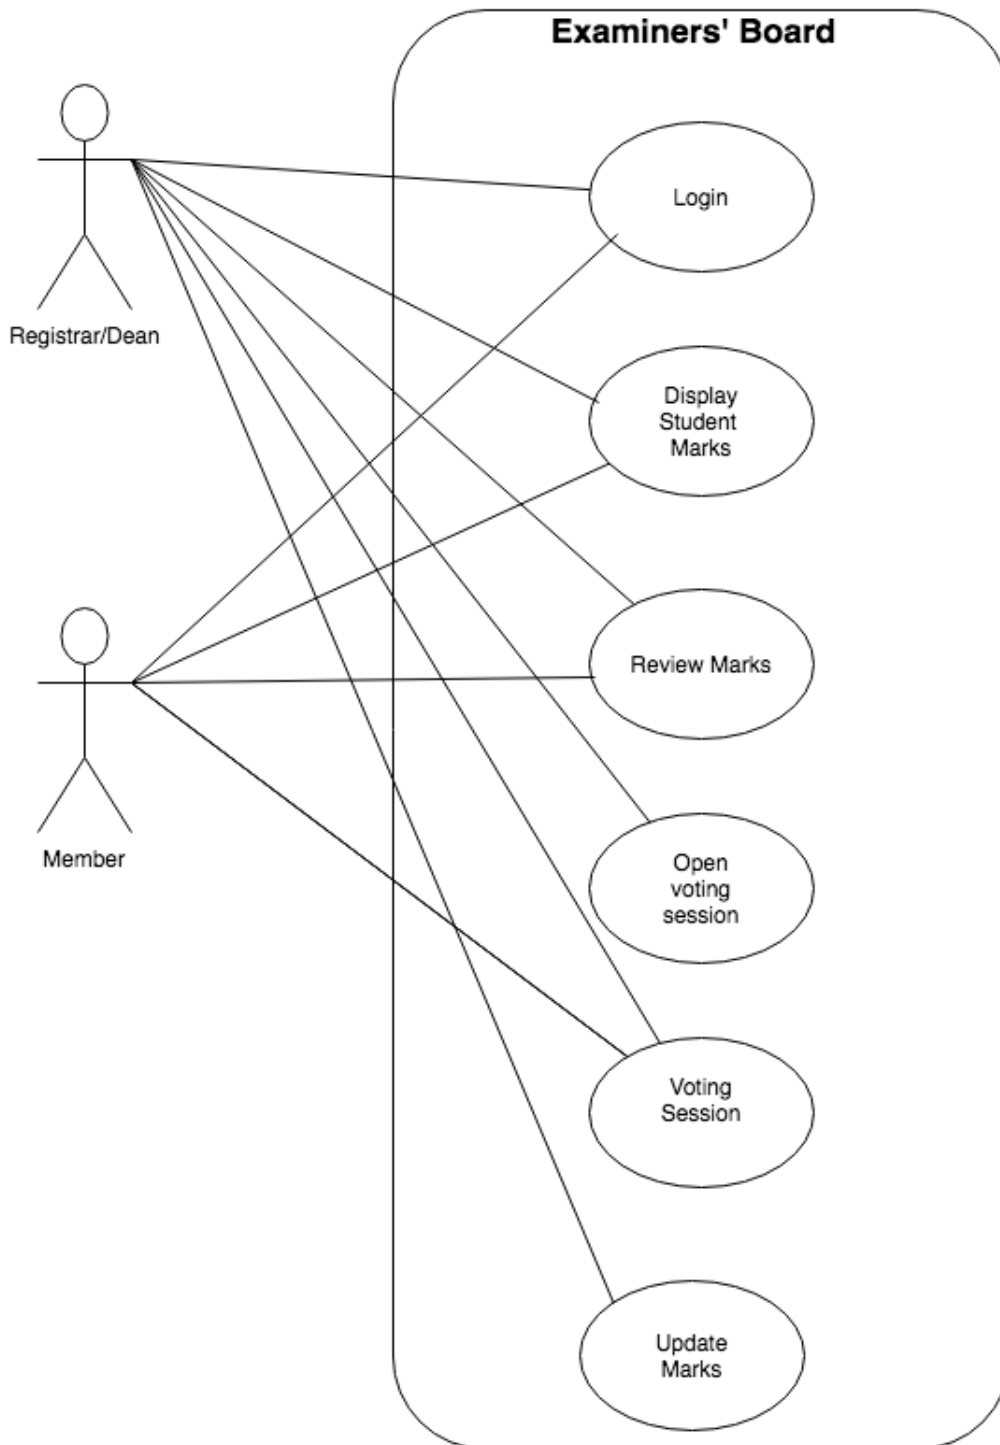 Examiners' Board
Login
Registrar/Dean
Display
Student
Marks
Review Marks
Member
Open
voting
session
Voting
Session
Update
Marks